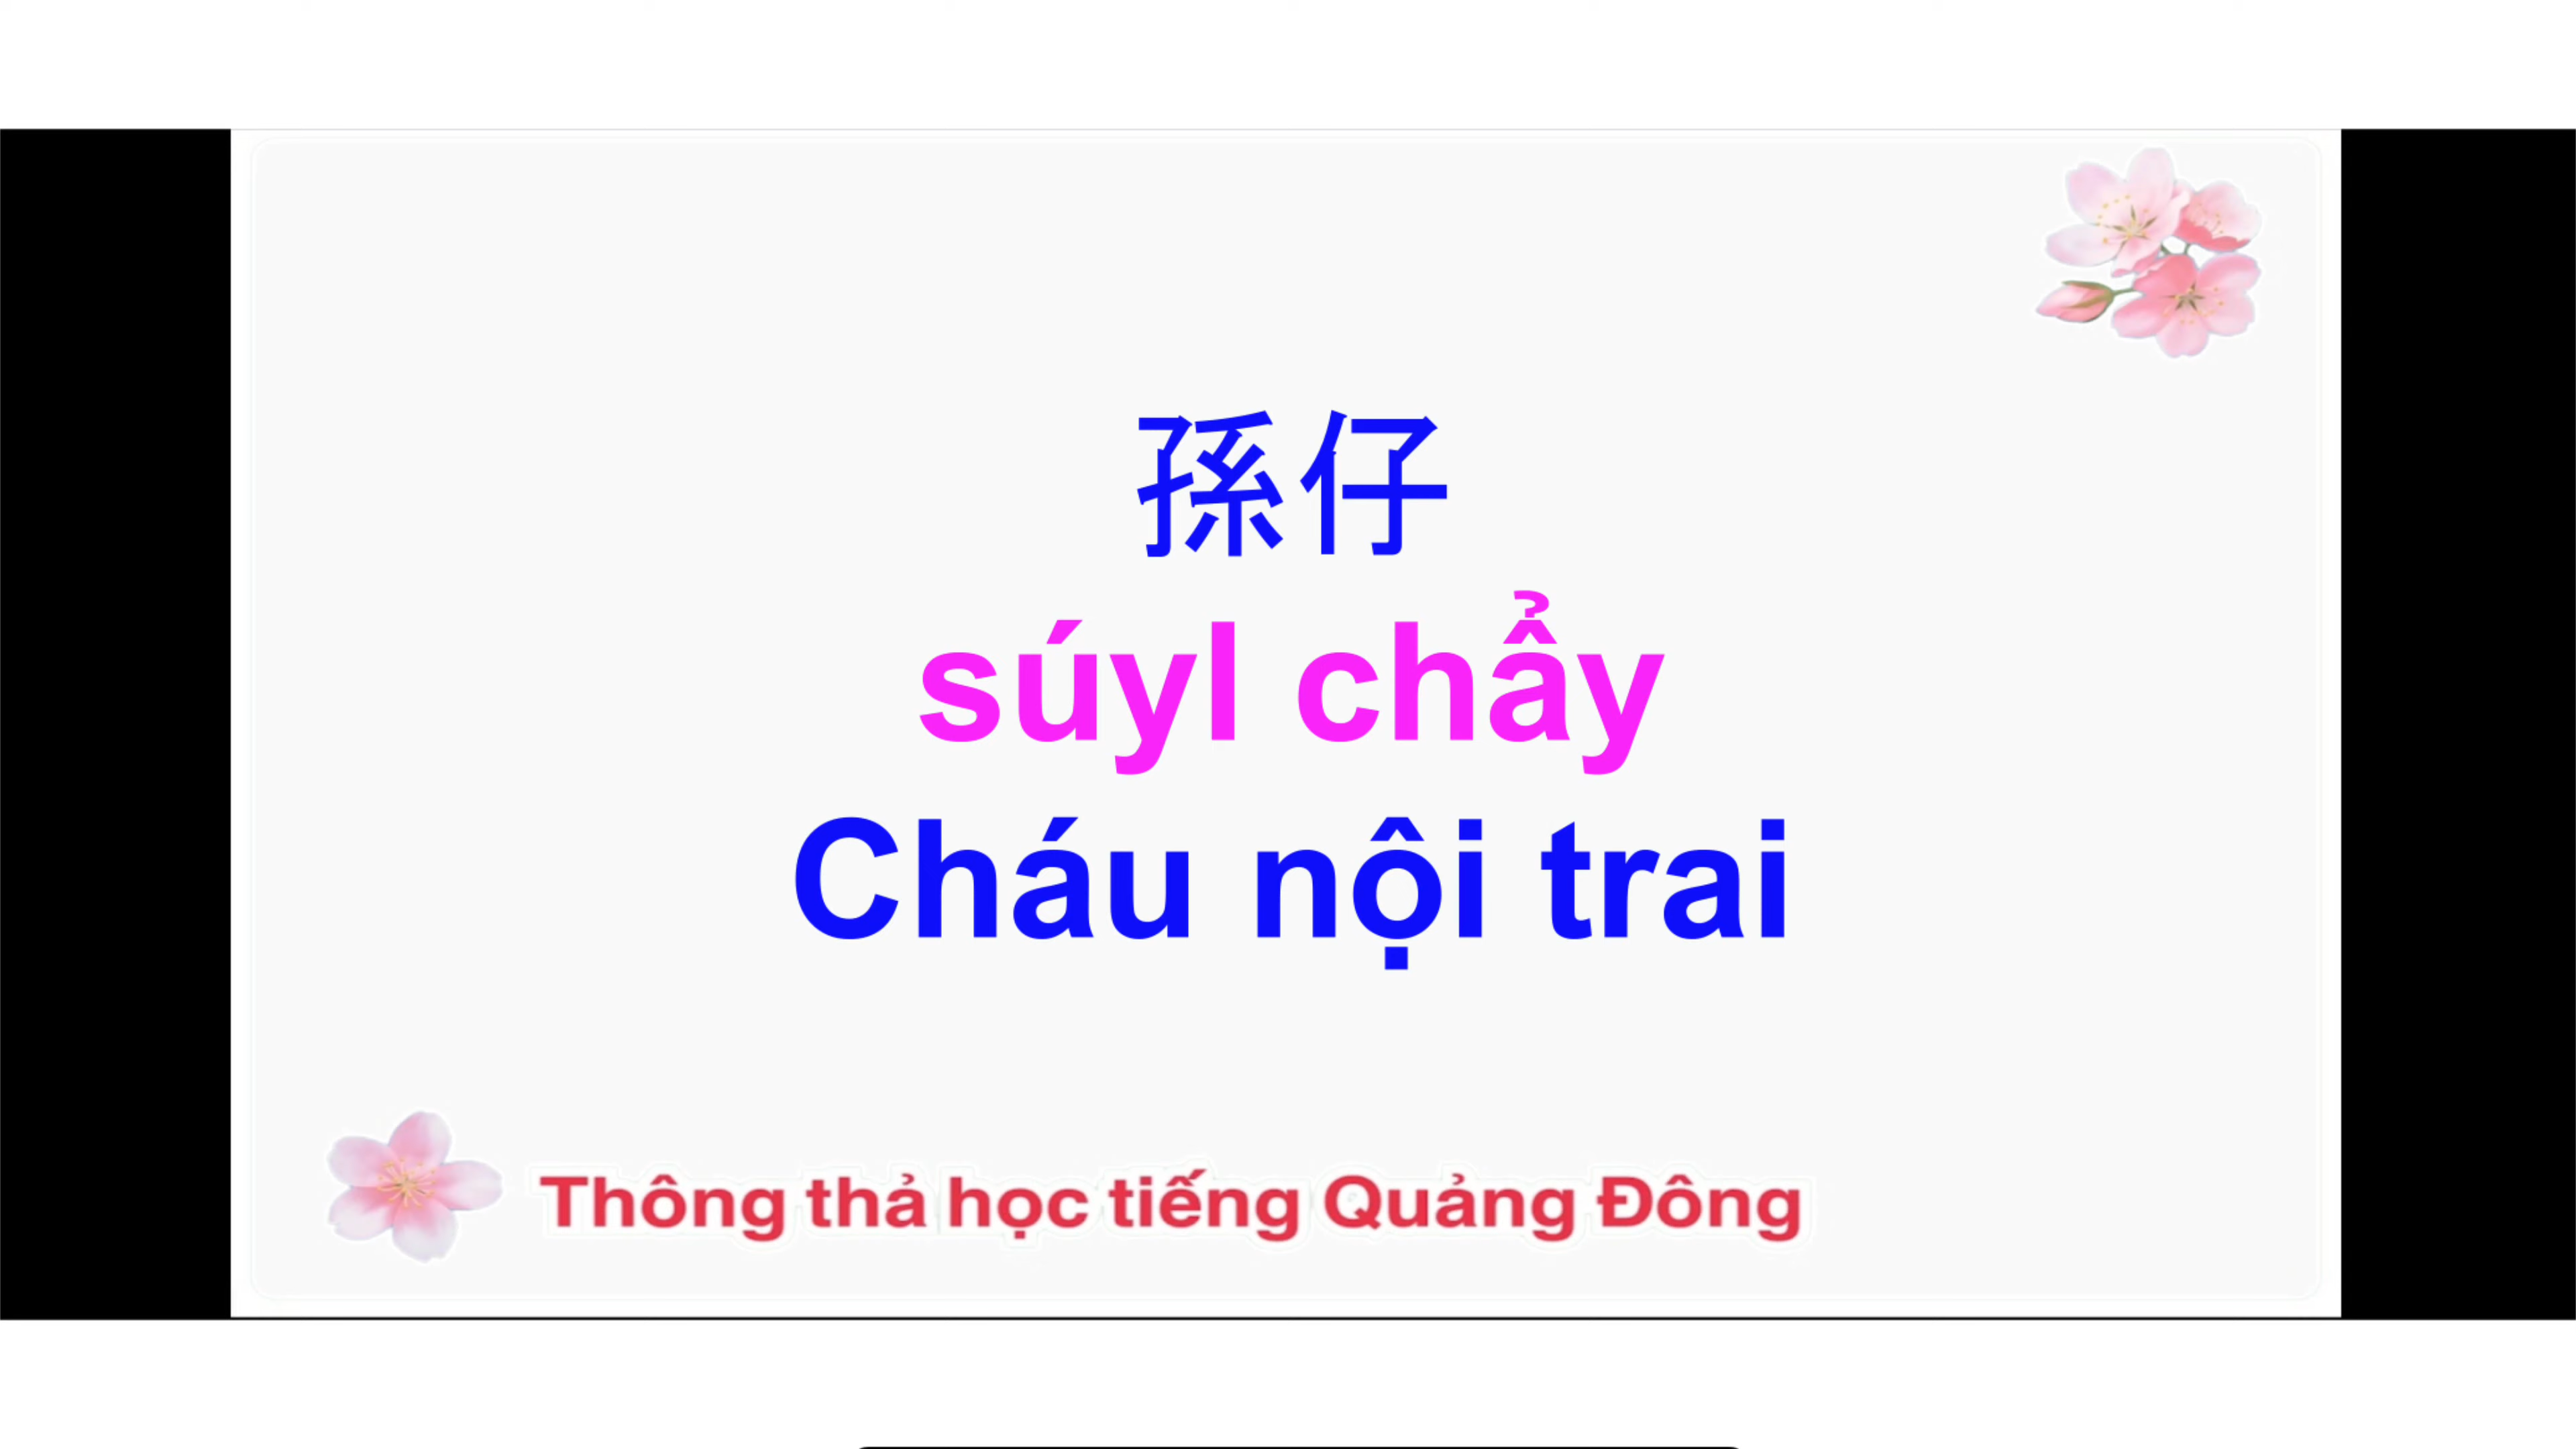 孫仔
súyl chẩy
Cháu nội trai
Thông thả học tiếng Quảng Đông